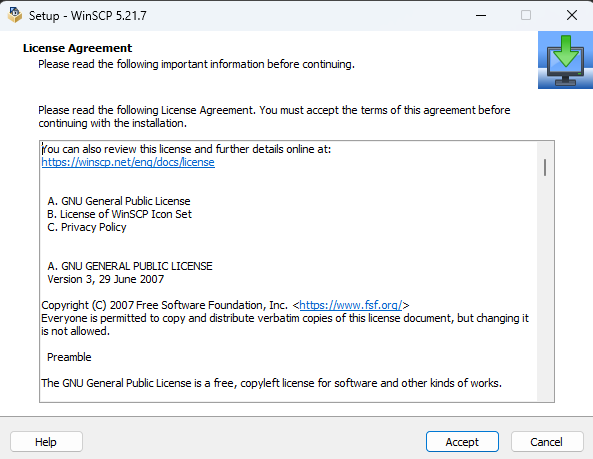 Setup - WinSCP 5.21.7
License Agreement
Please read the following important information before continuing.
Please read the following License Agreement. You must accept the terms of this agreement before
continuing with the installation.
You can also review this license and further details online at:
https://winscp.net/eng/docs/license
A. GNU General Public License
B. License of WinSCP Icon Set
C. Privacy Policy
A. GNU GENERAL PUBLIC LICENSE
Version 3, 29 June 2007
Copyright (C) 2007 Free Software Foundation, Inc. <https://www.fsf.org/>
Everyone is permitted to copy and distribute verbatim copies of this license document, but changing it
is not allowed.
Preamble
The GNU General Public License is a free, copyleft license for software and other kinds of works.
Help
Accept
Cancel